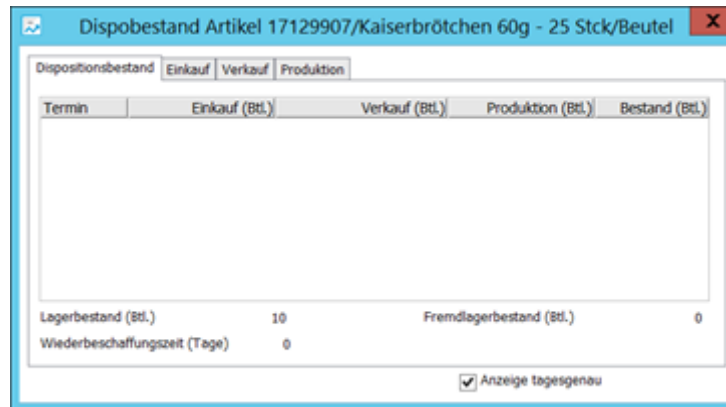 Dispobestand Artikel 17129907/Kaiserbrötchen 60g - 25 Stck/Beutel x
Dispositionsbestand Einkauf Verkauf Produktion
Termin Einkauf (Btl.) Verkauf (Btl.) Produktion (Btl.) Bestand (Btl.)
Lagerbestand (Btl.) 10 Fremdlagerbestand (Btl.) 0
Wiederbeschaffungszeit (Tage) 0
Anzeige tagesgenau